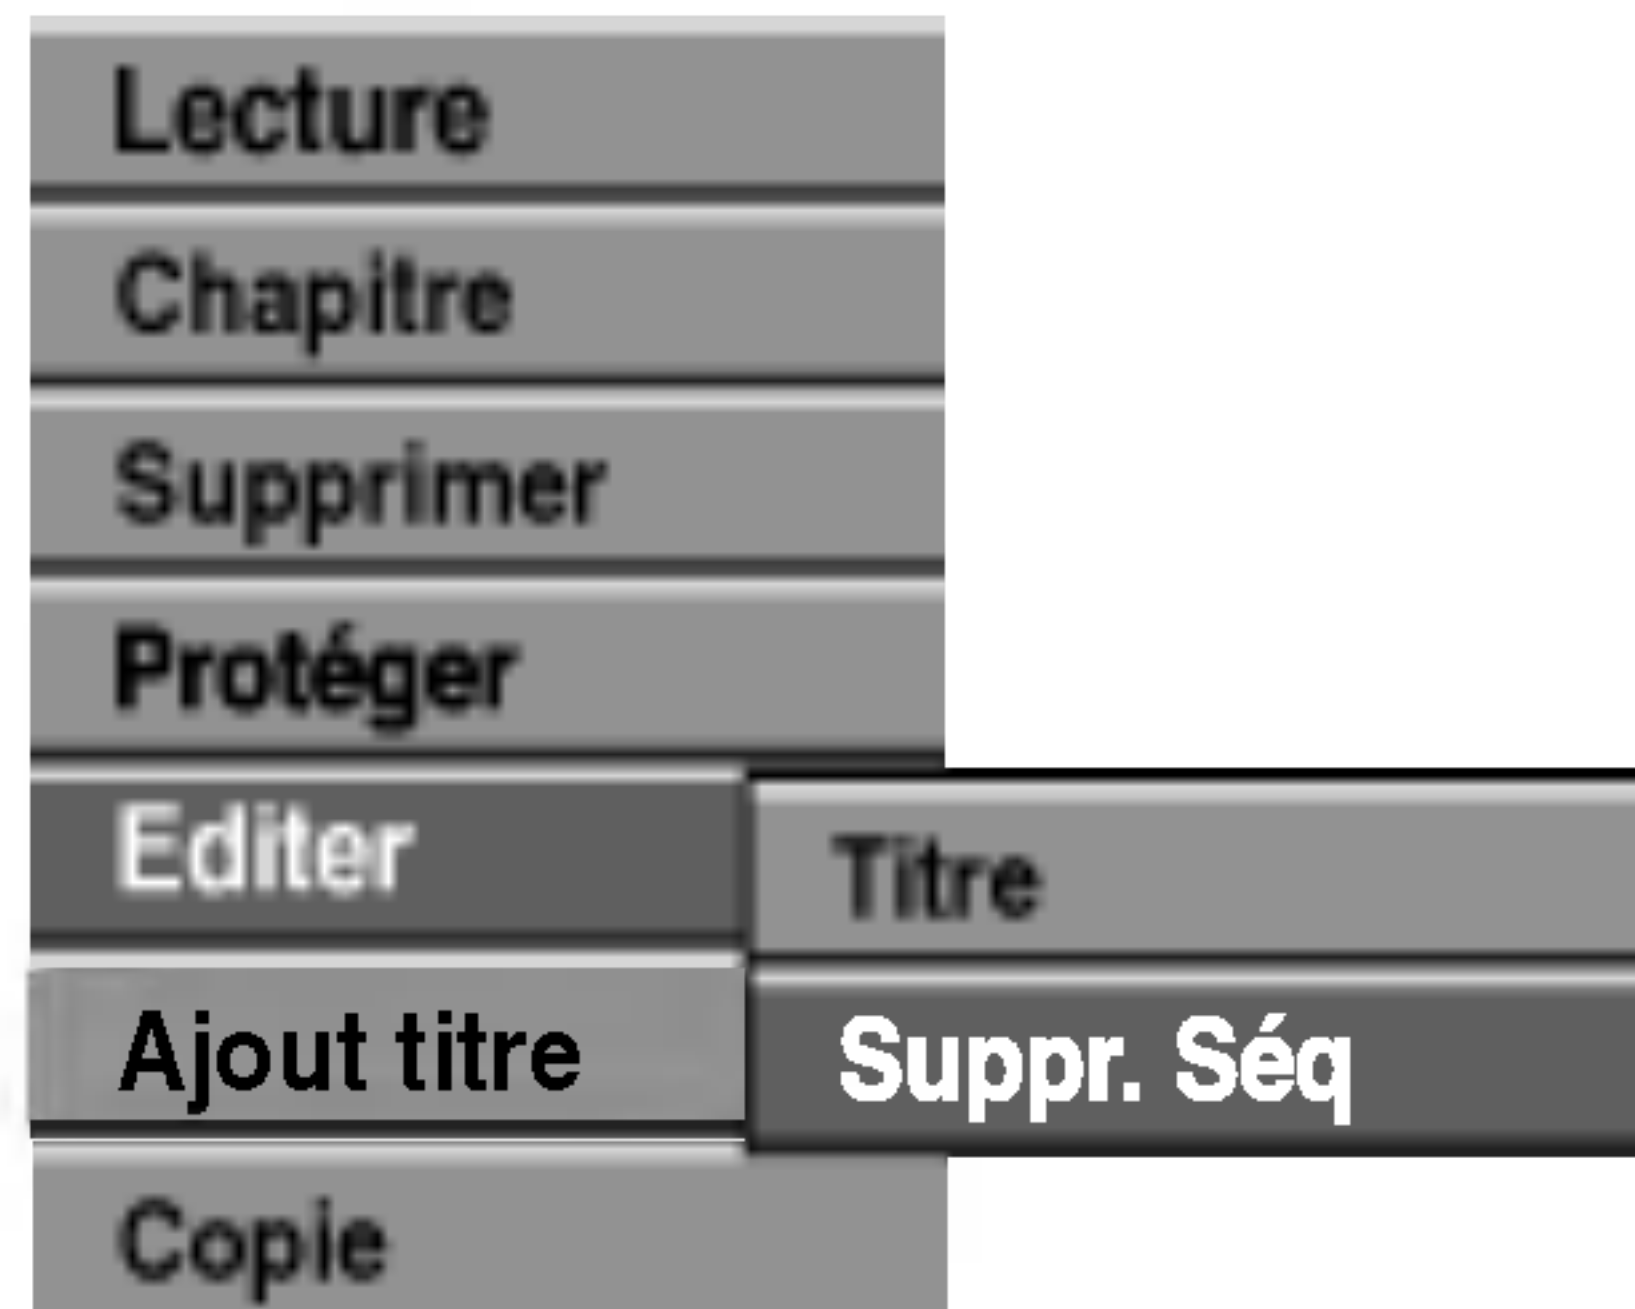 Lecture
Chapitre
Supprimer
Protéger
Editer
Titre
Ajout titre
Suppr. Séq
Copie